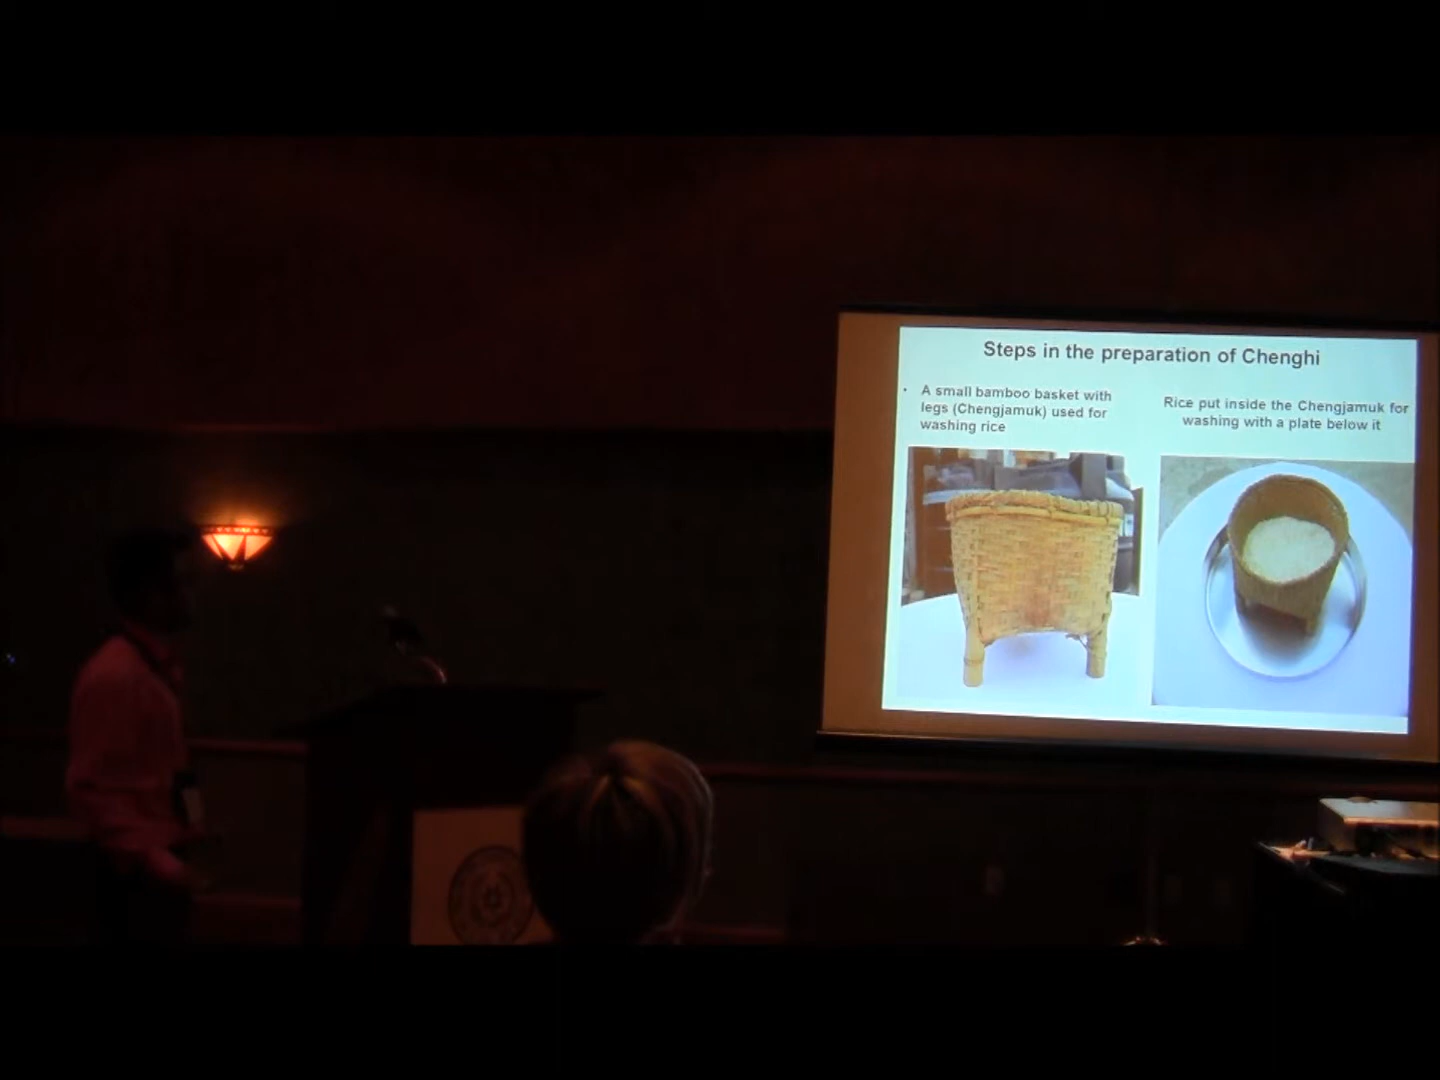 Steps in the preparation of Chenghi
• A small bamboo basket with
legs (Chengjamuk) used for
washing rice
Rice put inside the Chengjamuk for
washing with a plate below it